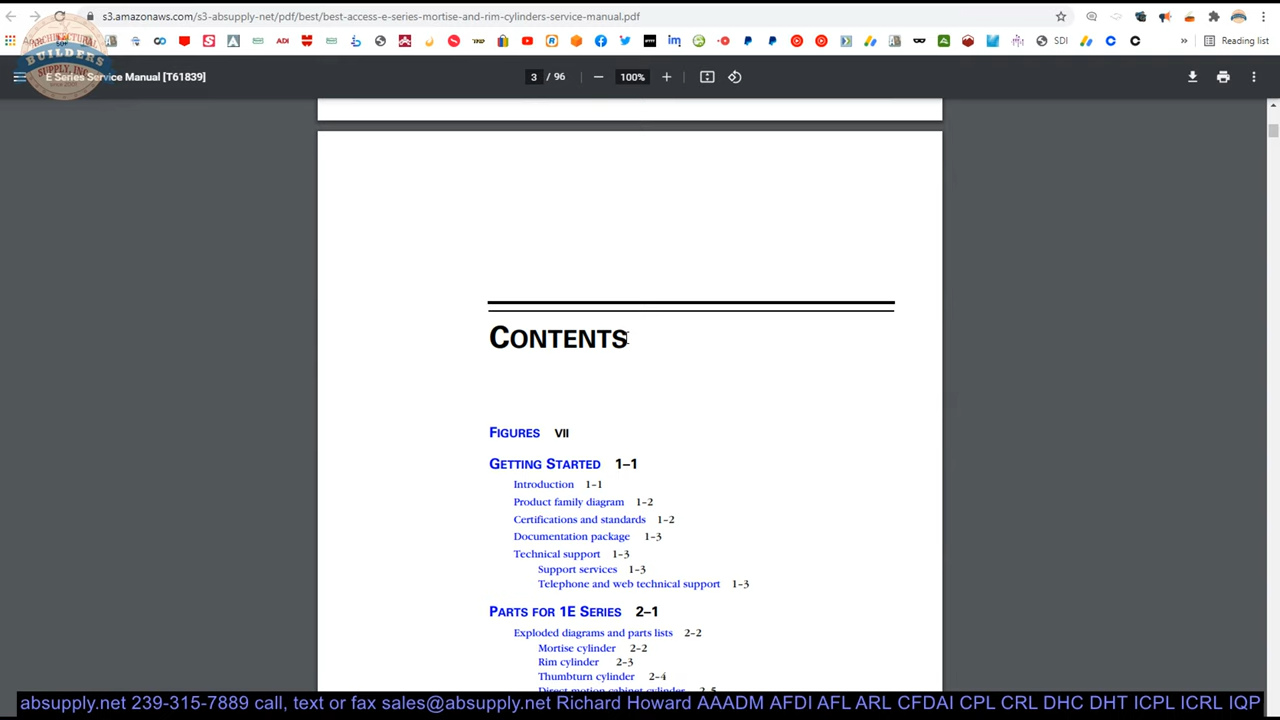 s3.amazonaws.com/s3-absupply-net/pdf/best/best-access-e-series-mortise-and-rim-cylinders-service-manual.pdf
SDI
»
Reading list
ARCHITECTURAL
BUILDERS
SUPPLY, INC.
E Series Service Manual [T61839]
3 / 96
100%
CONTENTS
FIGURES VII
GETTING STARTED 1–1
Introduction 1–1
Product family diagram 1–2
Certifications and standards 1–2
Documentation package 1–3
Technical support 1–3
Support services 1–3
Telephone and web technical support 1–3
PARTS FOR 1E SERIES 2–1
Exploded diagrams and parts lists 2–2
Mortise cylinder 2–2
Rim cylinder 2–3
Thumbturn cylinder 2–4
Direct motion cabinet cylinder 2–5
absupply.net 239-315-7889 call, text or fax sales@absupply.net Richard Howard AAADM AFDI AFL ARL CFDAI CPL CRL DHC DHT ICPL ICRL IQP